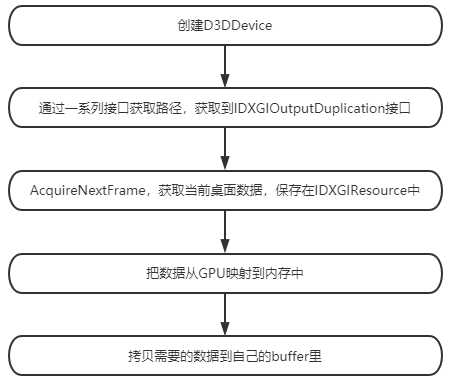 创建D3DDevice
通过一系列接口获取路径，获取到IDXGIOutputDuplication接口
AcquireNextFrame，获取当前桌面数据，保存在IDXGIResource中
把数据从GPU映射到内存中
拷贝需要的数据到自己的buffer里